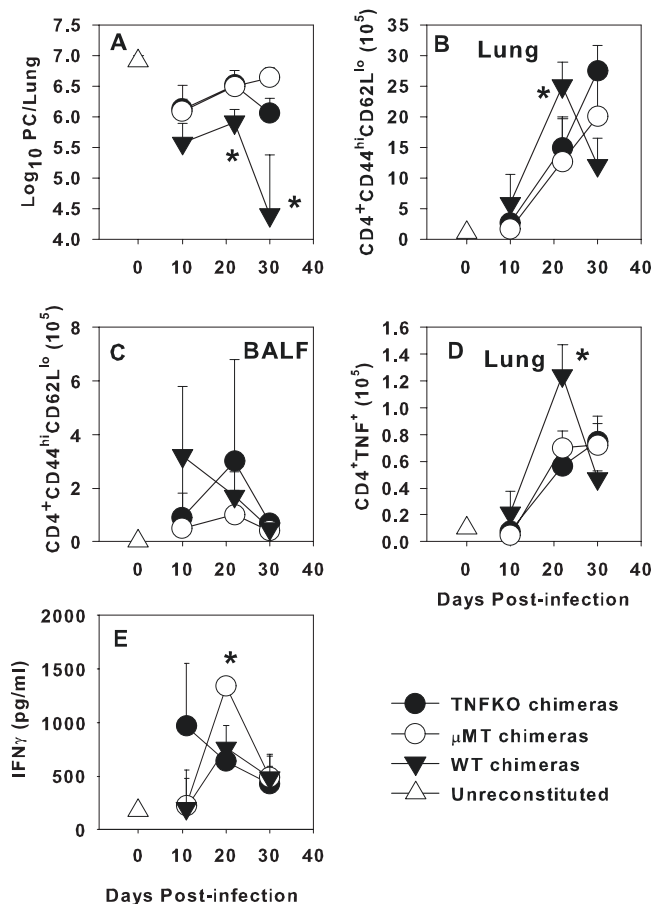 A
Log10 PC/Lung
7.0
6.5
6.0
5.5
5.0
4.5
4.0
*
*
0 10 20 30 40
B
Lung
CD4+CD44hiCD62Llo (10^5)
35
30
25
20
15
10
5
0
*
0 10 20 30 40
C
BALF
CD4+CD44hiCD62Llo (10^5)
8
6
4
2
0
0 10 20 30 40
D
Lung
CD4+TNF+ (10^5)
1.6
1.4
1.2
1.0
0.8
0.6
0.4
0.2
0.0
*
0 10 20 30 40
Days Post-infection
E
IFNγ (pg/ml)
2000
1500
1000
500
0
*
0 10 20 30 40
Days Post-infection
TNFKO chimeras
μMT chimeras
WT chimeras
Unreconstituted